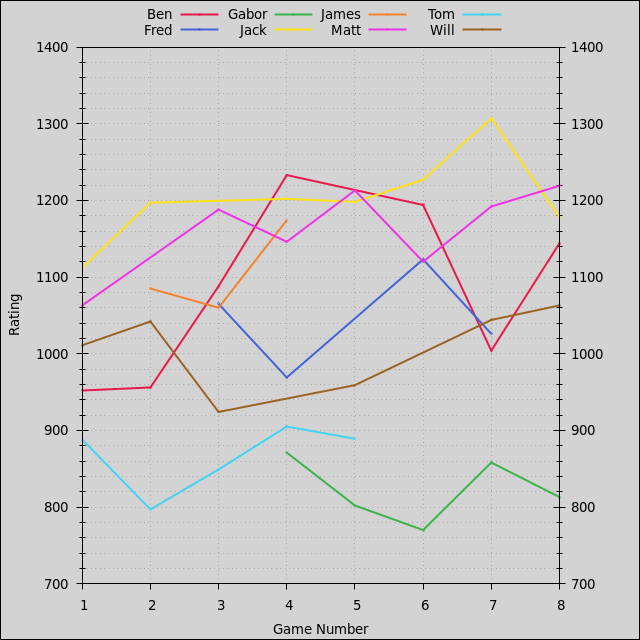 Ben Gabor James Tom
Fred Jack Matt Will
1400 1400
1300 1300
1200 1200
1100 1100
1000 1000
900 900
800 800
700 700
Rating
1 2 3 4 5 6 7 8
Game Number